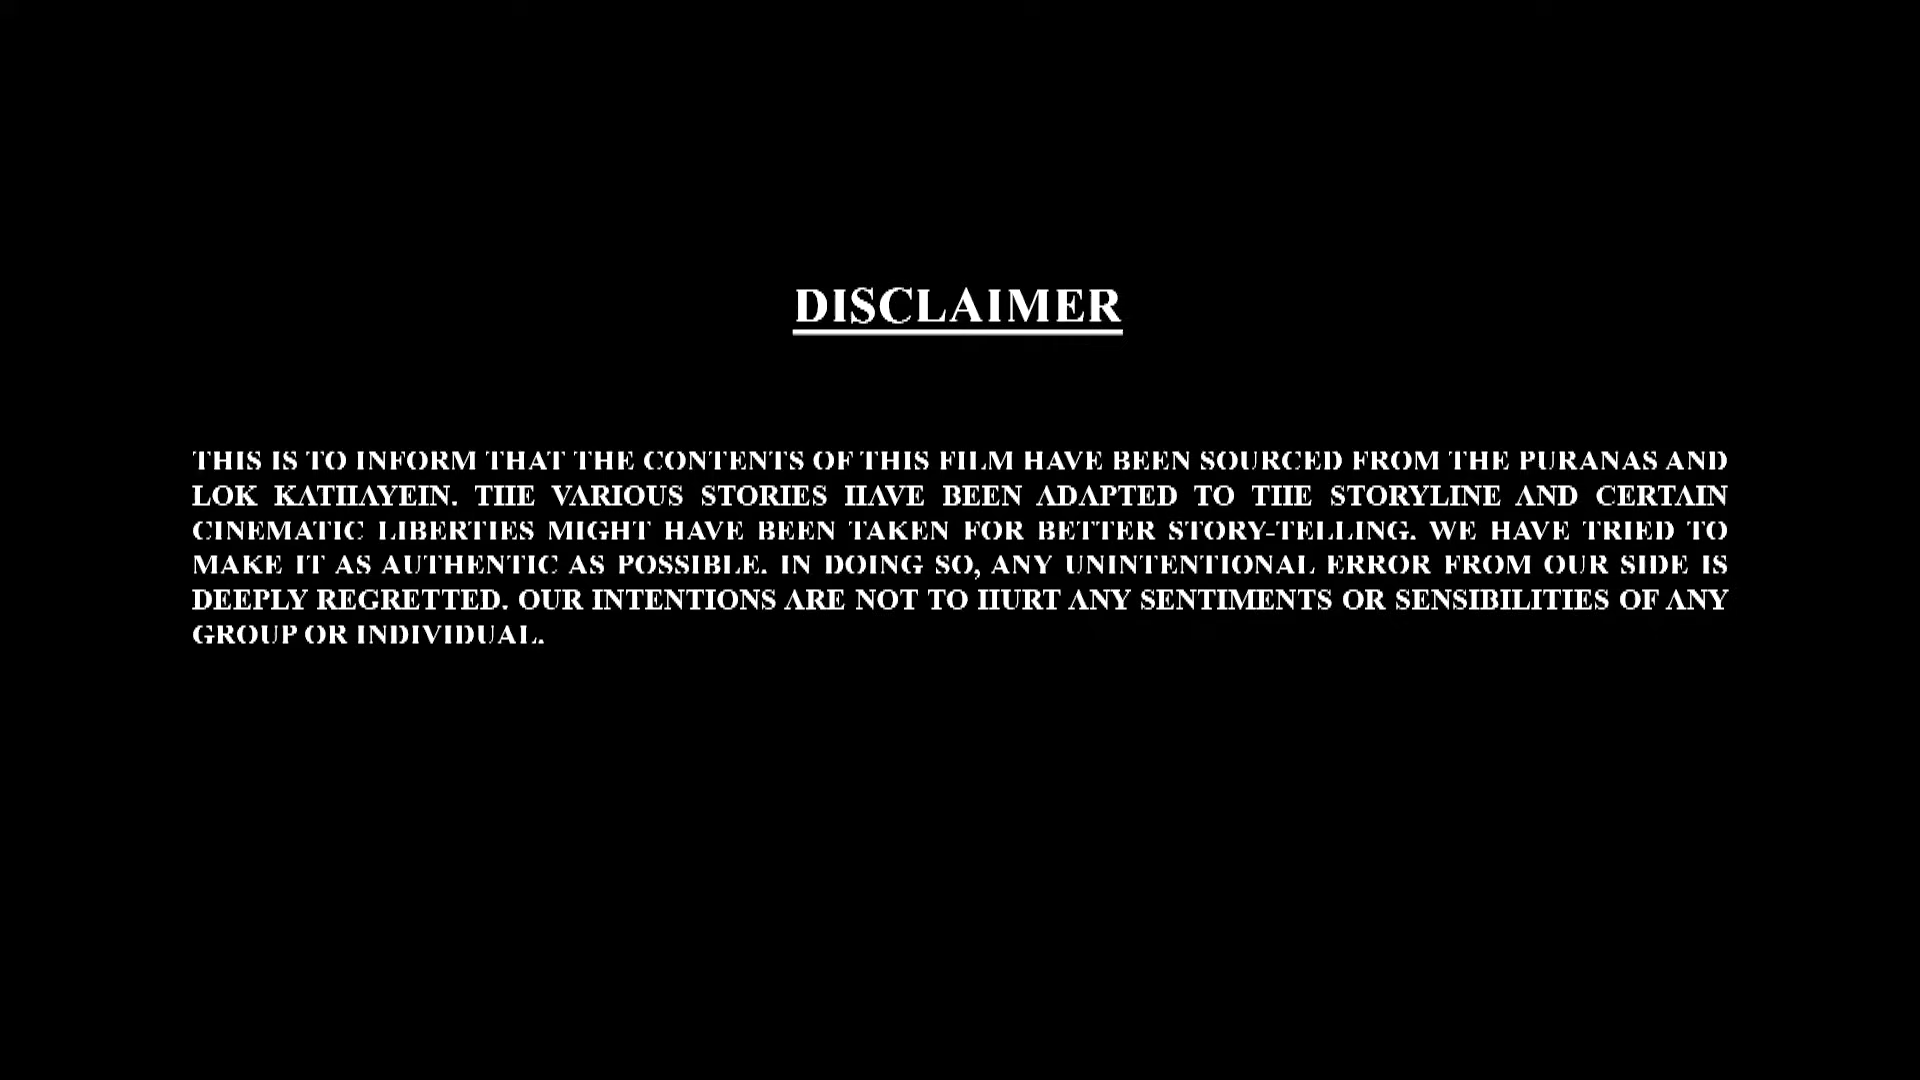 DISCLAIMER
THIS IS TO INFORM THAT THE CONTENTS OF THIS FILM HAVE BEEN SOURCED FROM THE PURANAS AND
LOK KATHAYEIN. THE VARIOUS STORIES HAVE BEEN ADAPTED TO THE STORYLINE AND CERTAIN
CINEMATIC LIBERTIES MIGHT HAVE BEEN TAKEN FOR BETTER STORY-TELLING. WE HAVE TRIED TO
MAKE IT AS AUTHENTIC AS POSSIBLE. IN DOING SO, ANY UNINTENTIONAL ERROR FROM OUR SIDE IS
DEEPLY REGRETTED. OUR INTENTIONS ARE NOT TO HURT ANY SENTIMENTS OR SENSIBILITIES OF ANY
GROUP OR INDIVIDUAL.